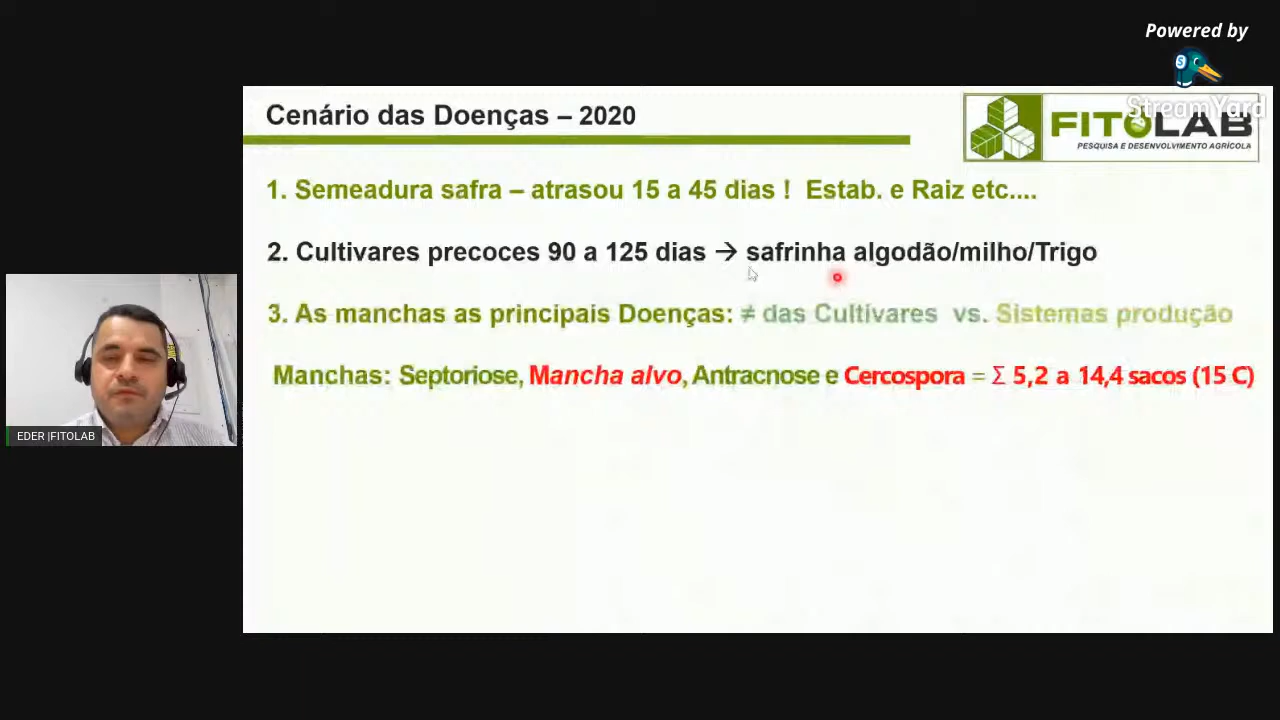 Powered by
StreamYard
Cenário das Doenças – 2020
FITOLAB
PESQUISA E DESENVOLVIMENTO AGRÍCOLA
1. Semeadura safra – atrasou 15 a 45 dias ! Estab. e Raiz etc....
2. Cultivares precoces 90 a 125 dias → safrinha algodão/milho/Trigo
3. As manchas as principais Doenças: ≠ das Cultivares vs. Sistemas produção
Manchas: Septoriose, Mancha alvo, Antracnose e Cercospora = Σ 5,2 a 14,4 sacos (15 C)
EDER |FITOLAB